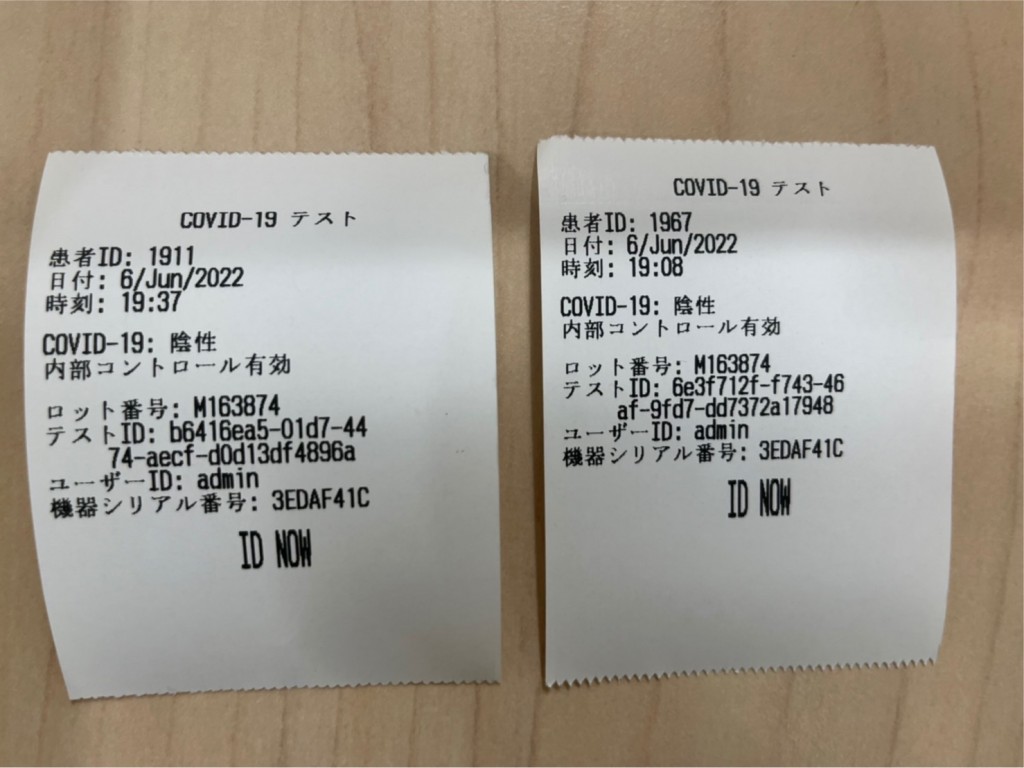 COVID-19 テスト
患者ID: 1911
日付: 6/Jun/2022
時刻: 19:37
COVID-19: 陰性
内部コントロール有効
ロット番号: M163874
テストID: b6416ea5-01d7-44
74-aecf-d0d13df4896a
ユーザーID: admin
機器シリアル番号: 3EDAF41C
ID NOW
COVID-19 テスト
患者ID: 1967
日付: 6/Jun/2022
時刻: 19:08
COVID-19: 陰性
内部コントロール有効
ロット番号: M163874
テストID: 6e3f712f-f743-46
af-9fd7-dd7372a17948
ユーザーID: admin
機器シリアル番号: 3EDAF41C
ID NOW